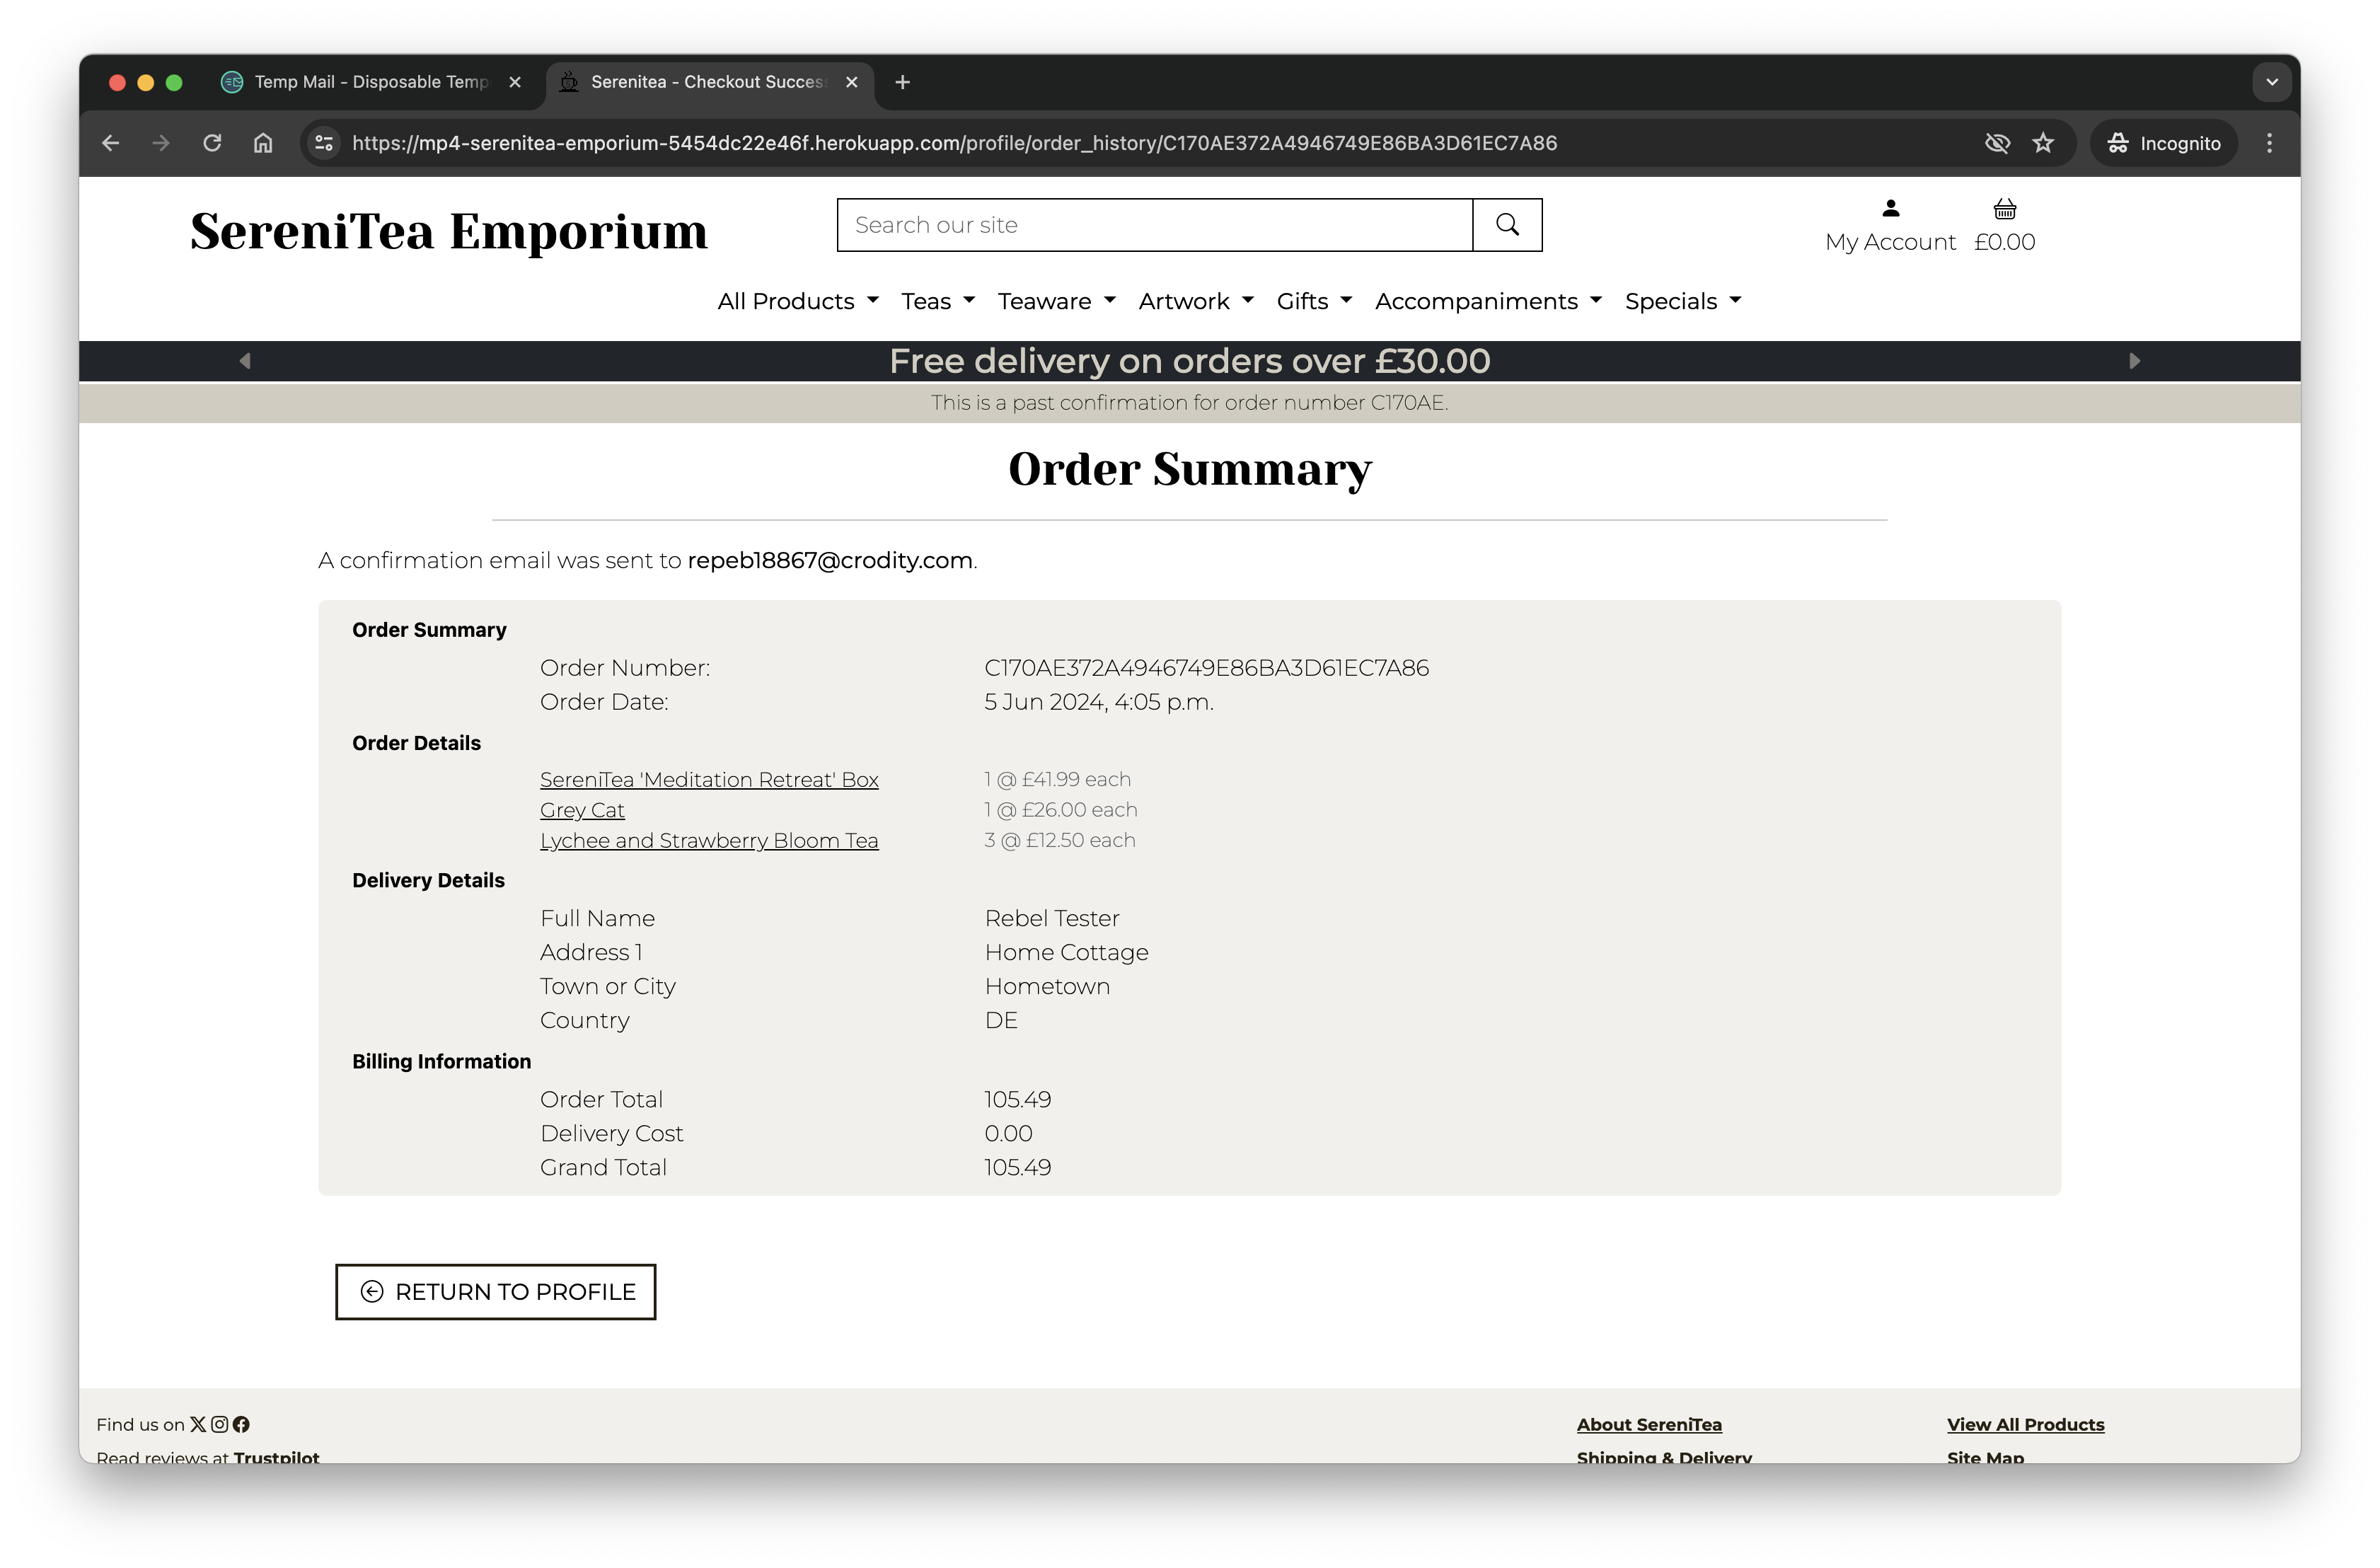 Temp Mail - Disposable Temp
Serenitea - Checkout Success
https://mp4-serenitea-emporium-5454dc22e46f.herokuapp.com/profile/order_history/C170AE372A4946749E86BA3D61EC7A86
Incognito
SereniTea Emporium
Search our site
My Account
£0.00
All Products
Teas
Teaware
Artwork
Gifts
Accompaniments
Specials
Free delivery on orders over £30.00
This is a past confirmation for order number C170AE.
Order Summary
A confirmation email was sent to repeb18867@crodity.com.
Order Summary
Order Number: C170AE372A4946749E86BA3D61EC7A86
Order Date: 5 Jun 2024, 4:05 p.m.
Order Details
SereniTea 'Meditation Retreat' Box 1 @ £41.99 each
Grey Cat 1 @ £26.00 each
Lychee and Strawberry Bloom Tea 3 @ £12.50 each
Delivery Details
Full Name Rebel Tester
Address 1 Home Cottage
Town or City Hometown
Country DE
Billing Information
Order Total 105.49
Delivery Cost 0.00
Grand Total 105.49
RETURN TO PROFILE
Find us on
About SereniTea
View All Products
Read reviews at Trustpilot
Shipping & Delivery
Site Map